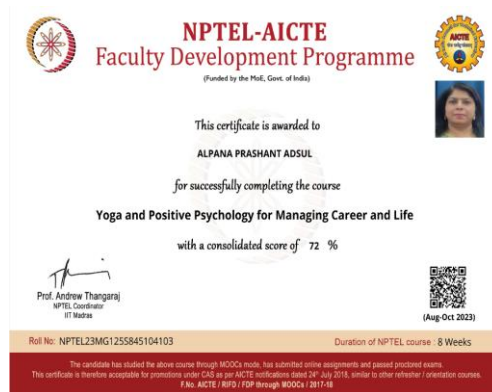 NPTEL-AICTE
Faculty Development Programme
(Funded by the MoE, Govt. of India)
AICTE
This certificate is awarded to
ALPANA PRASHANT ADSUL
for successfully completing the course
Yoga and Positive Psychology for Managing Career and Life
with a consolidated score of 72 %
Prof. Andrew Thangaraj
NPTEL Coordinator
IIT Madras
(Aug-Oct 2023)
Roll No: NPTEL23MG125S845104103
Duration of NPTEL course : 8 Weeks
The candidate has studied the above course through MOOCs mode, has submitted online assignments and passed proctored exams.
This certificate is therefore acceptable for promotions under CAS as per AICTE notifications dated 24th July 2018, similar to other refresher / orientation courses.
F.No. AICTE / RIFD / FDP through MOOCs / 2017-18